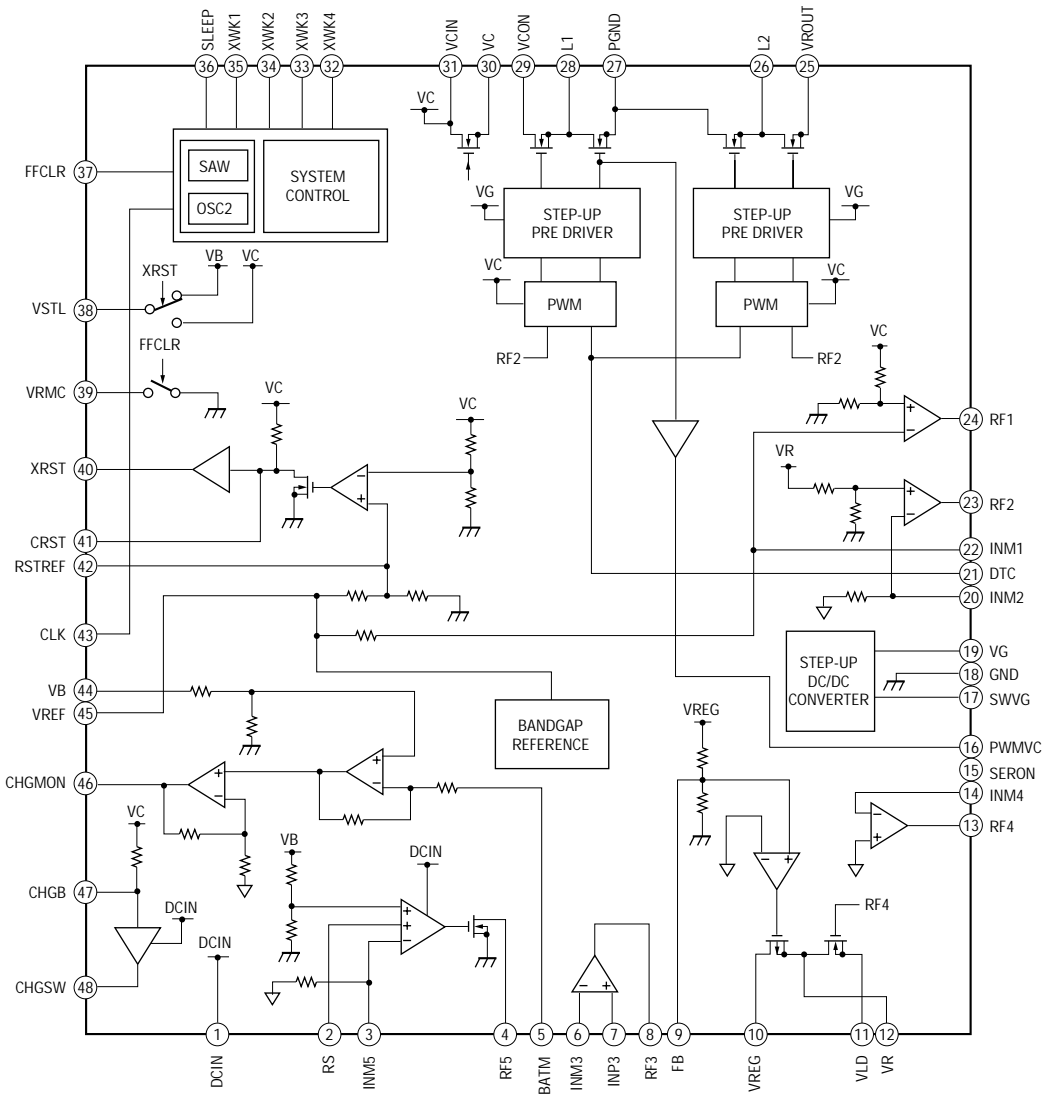 SLEEP
XWK1
XWK2
XWK3
XWK4
VCIN
VC
VCON
L1
PGND
L2
VROUT
36
35
34
33
32
31
30
29
28
27
26
25
VC
SAW
OSC2
SYSTEM
CONTROL
FFCLR
37
VG
STEP-UP
PRE DRIVER
STEP-UP
PRE DRIVER
VG
VB
VC
XRST
VSTL
38
VC
PWM
PWM
VC
RF2
RF2
FFCLR
VRMC
39
VC
VC
VC
+
−
24
RF1
XRST
40
−
+
VR
+
−
23
RF2
CRST
41
RSTREF
42
22
INM1
21
DTC
20
INM2
CLK
43
VB
44
VREF
45
BANDGAP
REFERENCE
STEP-UP
DC/DC
CONVERTER
19
VG
18
GND
17
SWVG
VREG
16
PWMVC
15
SERON
14
INM4
13
RF4
−
+
CHGMON
46
+
−
+
−
VC
VB
DCIN
−
+
CHGB
47
DCIN
DCIN
+
+
−
RF4
CHGSW
48
−
+
1
2
3
4
5
6
7
8
9
10
11
12
DCIN
RS
INM5
RF5
BATM
INM3
INP3
RF3
FB
VREG
VLD
VR